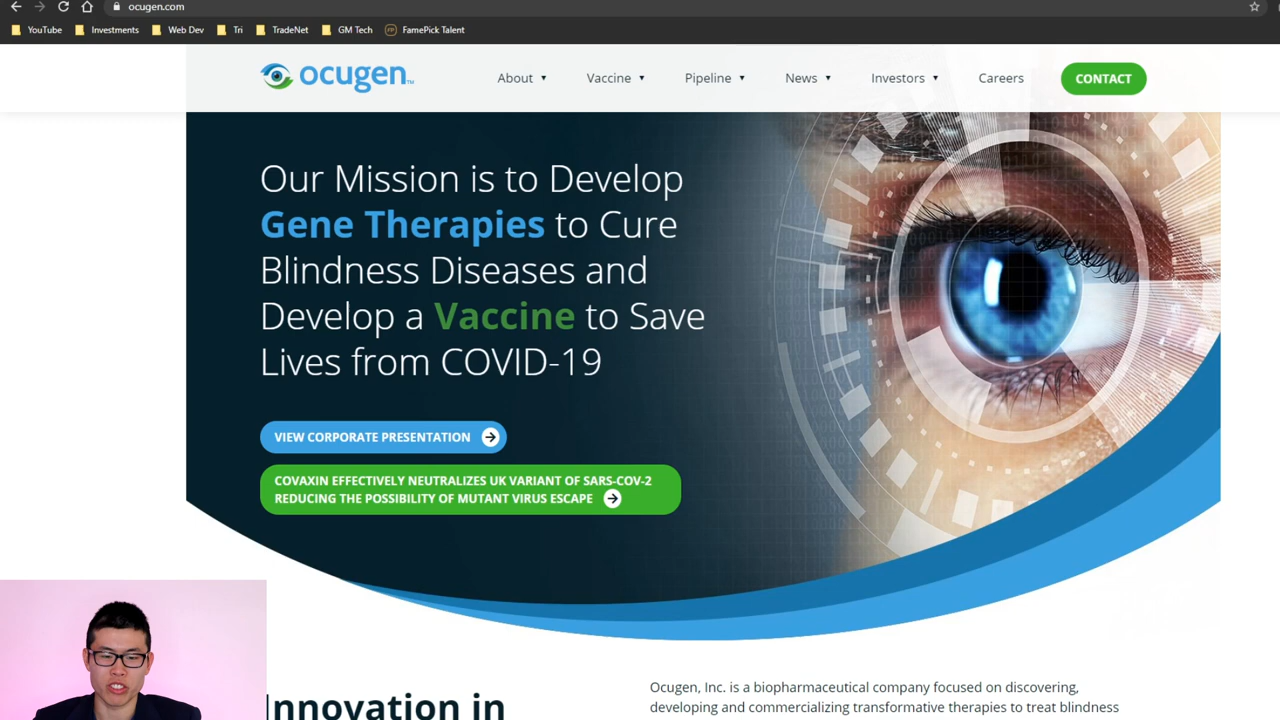 ocugen.com
YouTube Investments Web Dev Tri TradeNet GM Tech FamePick Talent
ocugen™ About Vaccine Pipeline News Investors Careers CONTACT
Our Mission is to Develop
Gene Therapies to Cure
Blindness Diseases and
Develop a Vaccine to Save
Lives from COVID-19
VIEW CORPORATE PRESENTATION
COVAXIN EFFECTIVELY NEUTRALIZES UK VARIANT OF SARS-COV-2
REDUCING THE POSSIBILITY OF MUTANT VIRUS ESCAPE
Innovation in
Ocugen, Inc. is a biopharmaceutical company focused on discovering,
developing and commercializing transformative therapies to treat blindness